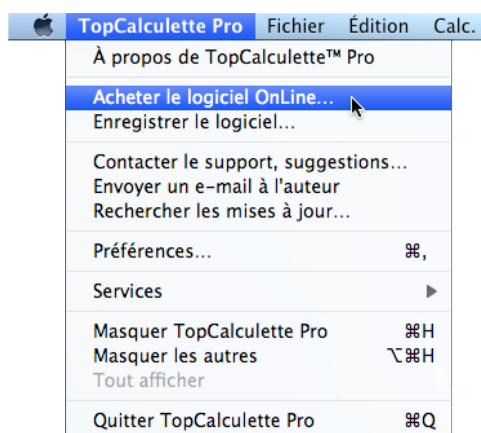 TopCalculette Pro Fichier Édition Calc.
À propos de TopCalculette™ Pro
Acheter le logiciel OnLine...
Enregistrer le logiciel...
Contacter le support, suggestions...
Envoyer un e-mail à l'auteur
Rechercher les mises à jour...
Préférences... ⌘,
Services ▶
Masquer TopCalculette Pro ⌘H
Masquer les autres ⌥⌘H
Tout afficher
Quitter TopCalculette Pro ⌘Q